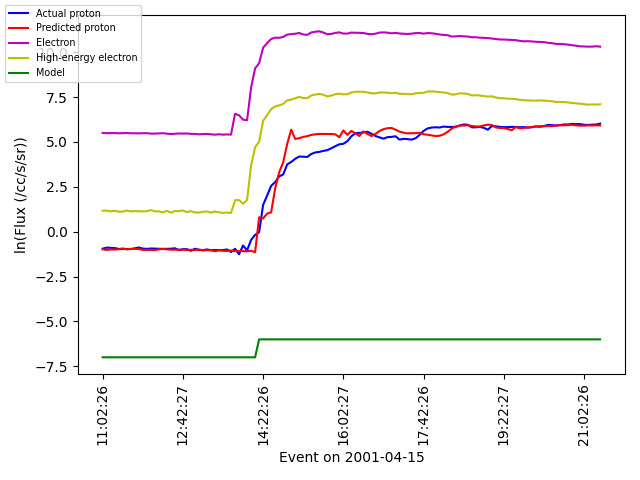 Actual proton
Predicted proton
Electron
High-energy electron
Model
10.0
7.5
5.0
2.5
0.0
−2.5
−5.0
−7.5
ln(Flux (/cc/s/sr))
11:02:26
12:42:27
14:22:26
16:02:27
17:42:26
19:22:27
21:02:26
Event on 2001-04-15